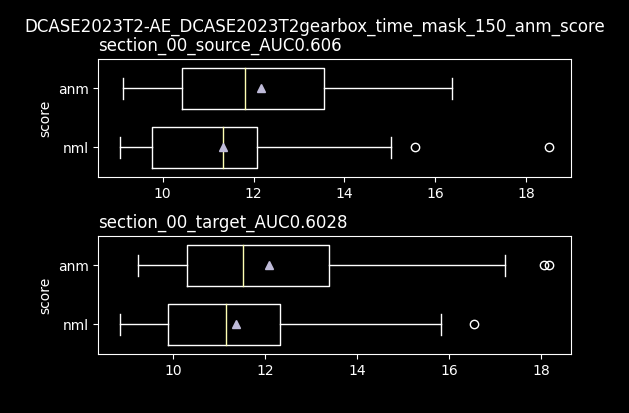 DCASE2023T2-AE_DCASE2023T2gearbox_time_mask_150_anm_score
section_00_source_AUC0.606
anm
nml
score
10 12 14 16 18
section_00_target_AUC0.6028
anm
nml
score
10 12 14 16 18